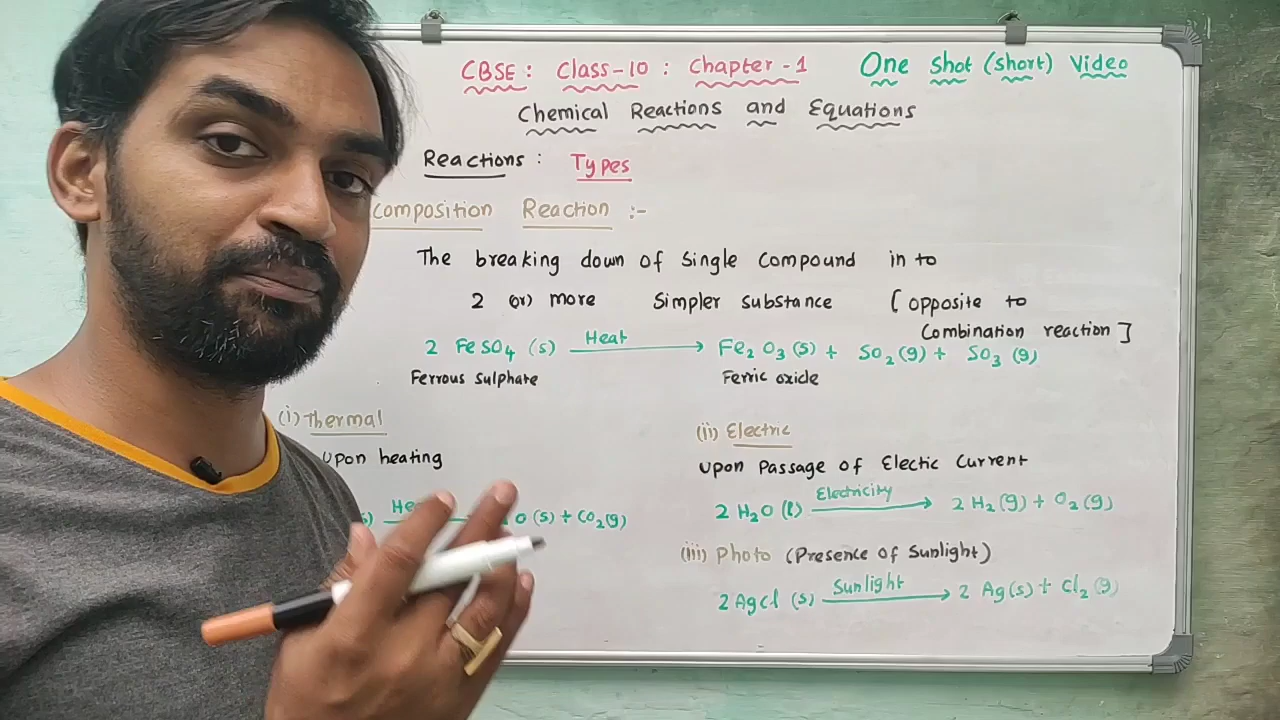 CBSE: Class-10: Chapter-1 One Shot (short) Video
Chemical Reactions and Equations
Reactions: Types
composition Reaction :-
The breaking down of Single Compound in to
2 (or) more Simpler substance [opposite to
Combination reaction]
2 FeSO4 (s) Heat → Fe2O3(s) + SO2(g) + SO3(g)
Ferrous sulphate Ferric oxide
(i) Thermal
upon heating
O(s) + CO2(g)
(ii) Electric
upon Passage of Electic Current
2 H2O (l) Electricity → 2 H2(g) + O2(g)
(iii) Photo (Presence of Sunlight)
2 AgCl (s) Sunlight → 2 Ag(s) + Cl2(g)